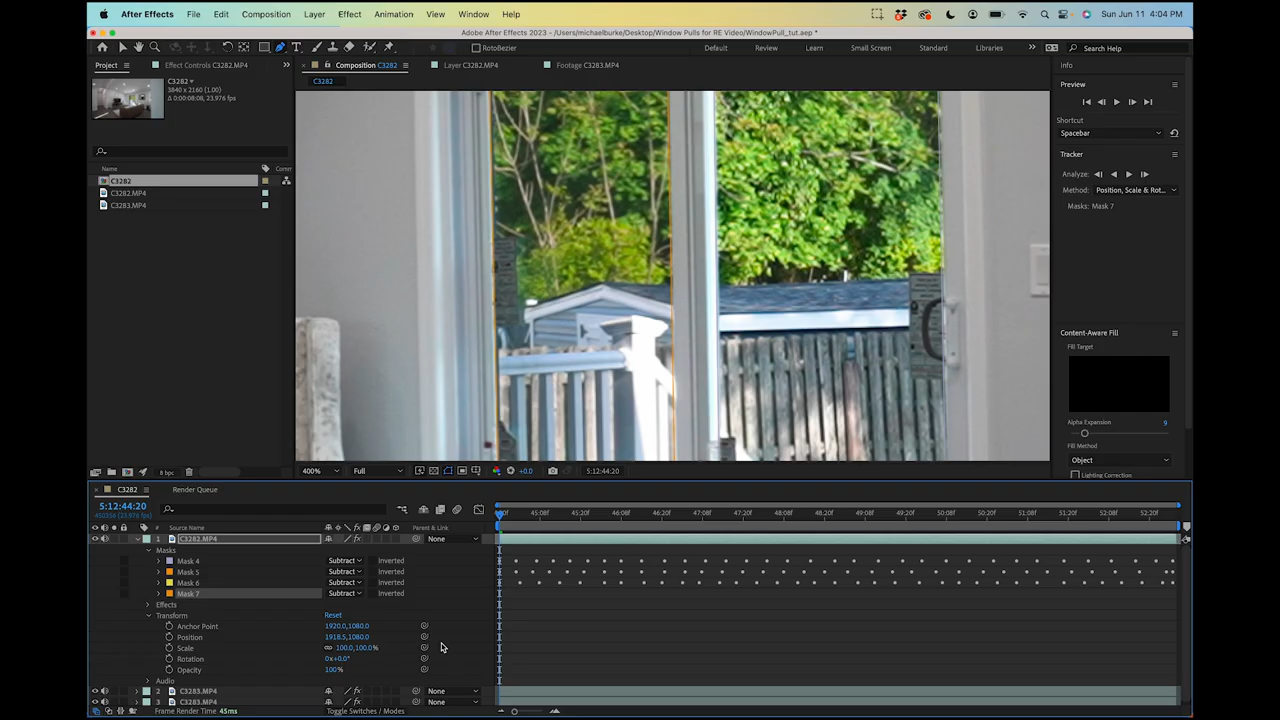 After Effects File Edit Composition Layer Effect Animation View Window Help Sun Jun 11 4:04 PM
Adobe After Effects 2023 - /Users/michaelburke/Desktop/Window Pulls for RE Video/WindowPull_tut.aep *
RotoBezier Default Review Learn Small Screen Standard Libraries Search Help
Project Effect Controls C3282.MP4 Composition C3282 Layer C3282.MP4 Footage C3283.MP4 Info
C3282
3840 x 2160 (1.00)
Δ 0:00:08:08, 23.976 fps
C3282
Preview
Shortcut
Spacebar
Tracker
Name Comm
Analyze:
C3282
Method: Position, Scale & Rot...
C3282.MP4
C3283.MP4
Masks: Mask 7
Content-Aware Fill
Fill Target
Alpha Expansion 9
Fill Method
Object
Lighting Correction
8 bpc 400% Full +0.0 5:12:44:20
C3282 Render Queue
5:12:44:20
450356 (23.976 fps)
45:08f 45:20f 46:08f 46:20f 47:08f 47:20f 48:08f 48:20f 49:08f 49:20f 50:08f 50:20f 51:08f 51:20f 52:08f 52:20f
# Source Name Parent & Link
1 C3282.MP4 None
Masks
Mask 4 Subtract Inverted
Mask 5 Subtract Inverted
Mask 6 Subtract Inverted
Mask 7 Subtract Inverted
Effects
Transform Reset
Anchor Point 1920.0,1080.0
Position 1918.5,1080.0
Scale 100.0,100.0%
Rotation 0x+0.0°
Opacity 100%
Audio
2 C3283.MP4 None
3 C3283.MP4 None
Frame Render Time 45ms Toggle Switches / Modes